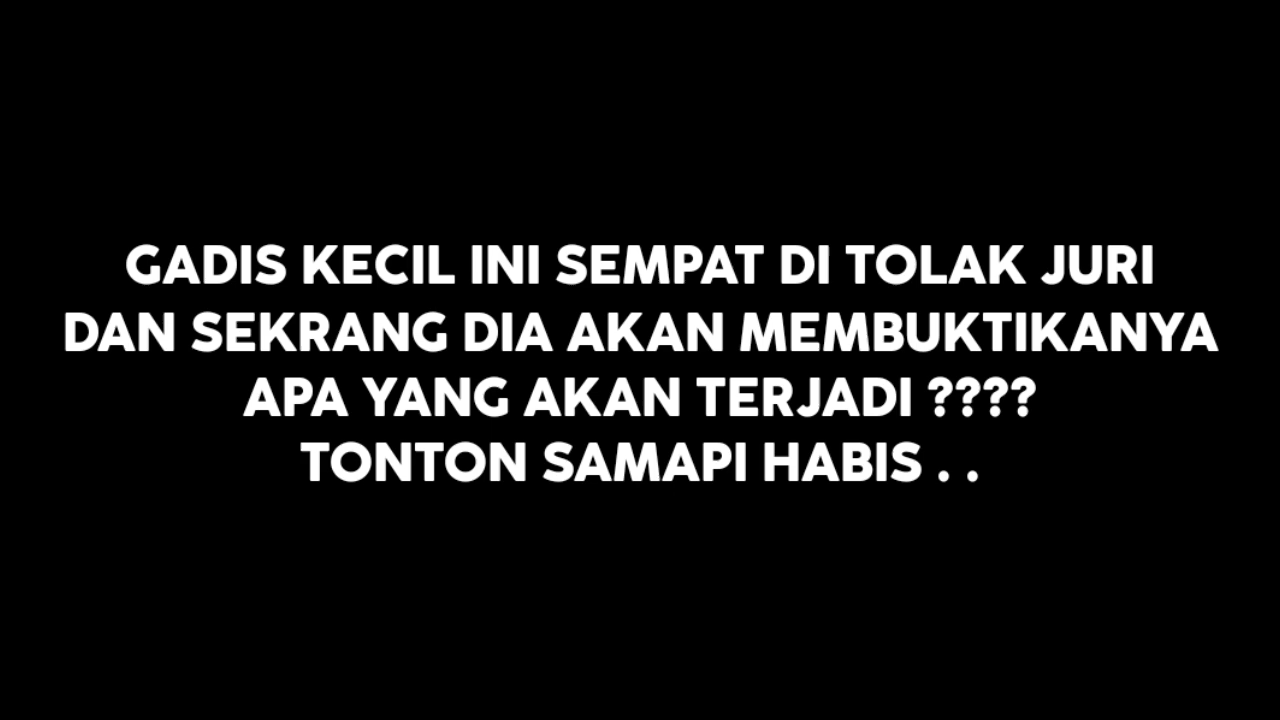 GADIS KECIL INI SEMPAT DI TOLAK JURI
DAN SEKRANG DIA AKAN MEMBUKTIKANYA
APA YANG AKAN TERJADI ????
TONTON SAMAPI HABIS . .